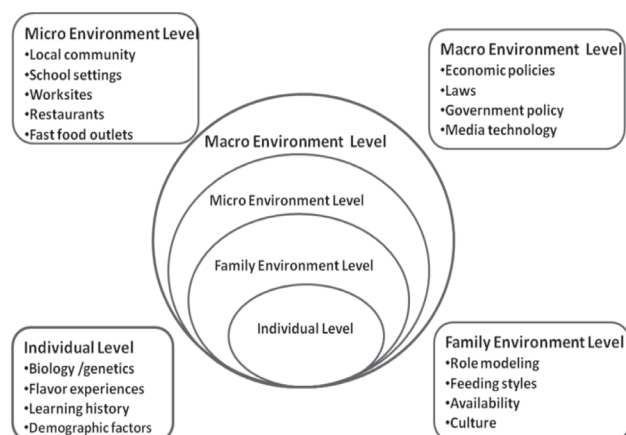 Micro Environment Level
•Local community
•School settings
•Worksites
•Restaurants
•Fast food outlets
Macro Environment Level
•Economic policies
•Laws
•Government policy
•Media technology
Macro Environment Level
Micro Environment Level
Family Environment Level
Individual Level
Individual Level
•Biology /genetics
•Flavor experiences
•Learning history
•Demographic factors
Family Environment Level
•Role modeling
•Feeding styles
•Availability
•Culture